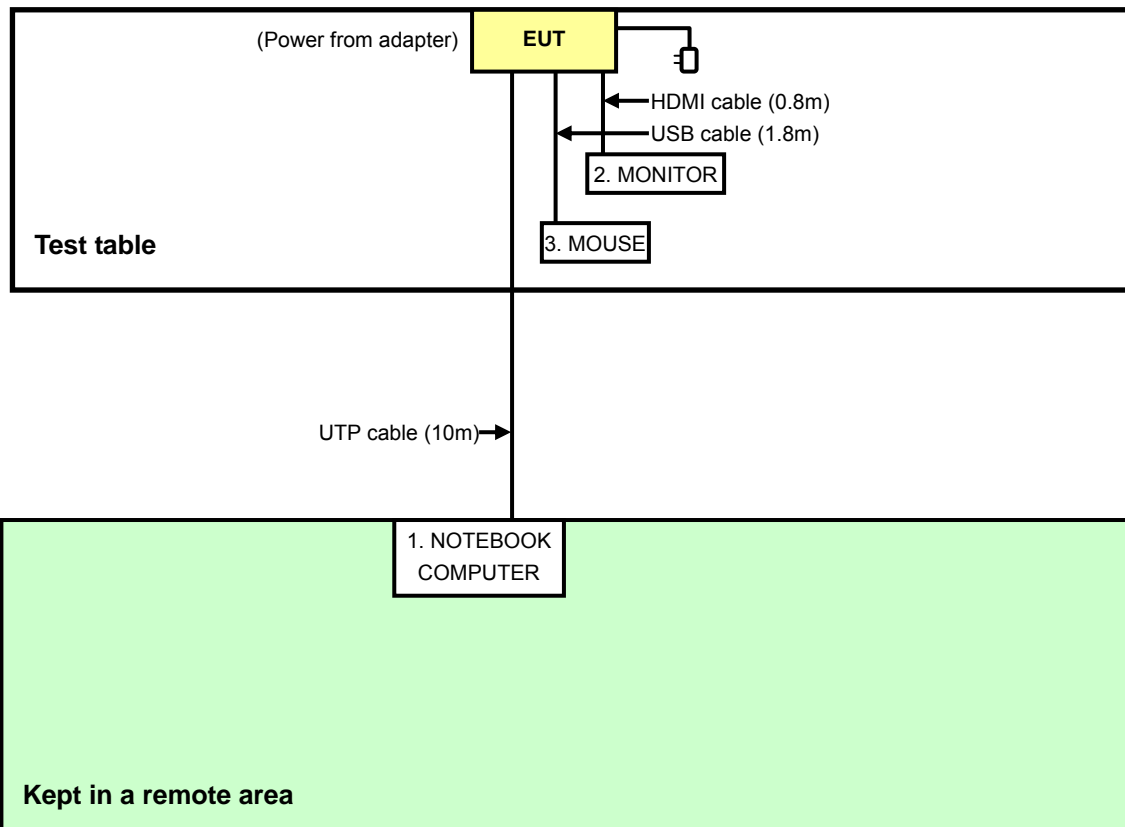 (Power from adapter)
EUT
HDMI cable (0.8m)
USB cable (1.8m)
2. MONITOR
3. MOUSE
Test table
UTP cable (10m)
1. NOTEBOOK
COMPUTER
Kept in a remote area